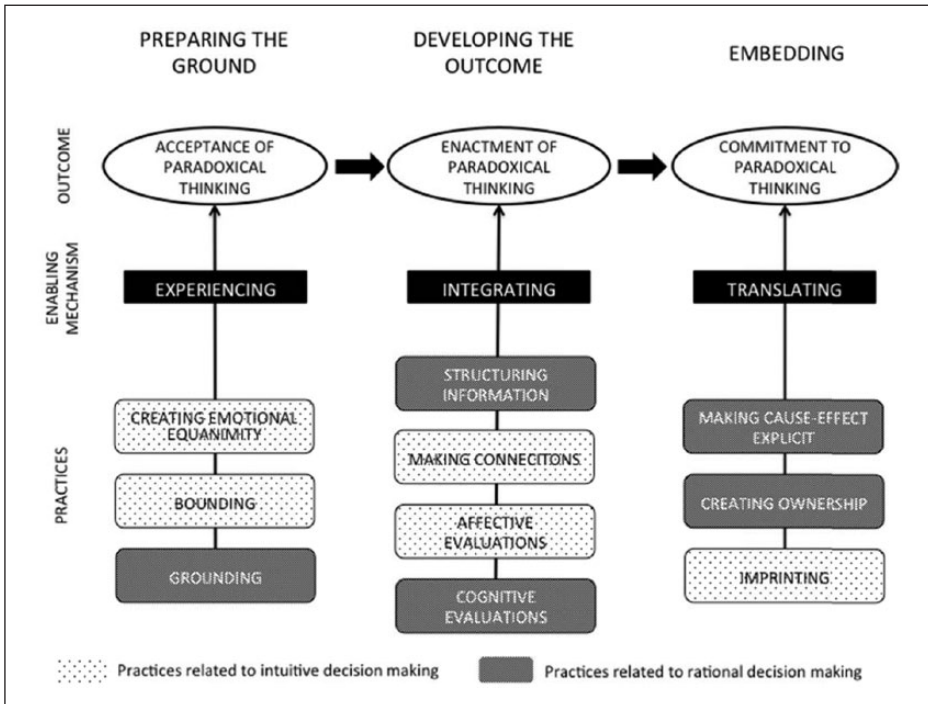 PREPARING THE
GROUND
DEVELOPING THE
OUTCOME
EMBEDDING
OUTCOME
ACCEPTANCE OF
PARADOXICAL
THINKING
ENACTMENT OF
PARADOXICAL
THINKING
COMMITMENT TO
PARADOXICAL
THINKING
ENABLING
MECHANISM
EXPERIENCING
INTEGRATING
TRANSLATING
PRACTICES
CREATING EMOTIONAL
EQUANIMITY
BOUNDING
GROUNDING
STRUCTURING
INFORMATION
MAKING CONNECITONS
AFFECTIVE
EVALUATIONS
COGNITIVE
EVALUATIONS
MAKING CAUSE-EFFECT
EXPLICIT
CREATING OWNERSHIP
IMPRINTING
Practices related to intuitive decision making
Practices related to rational decision making